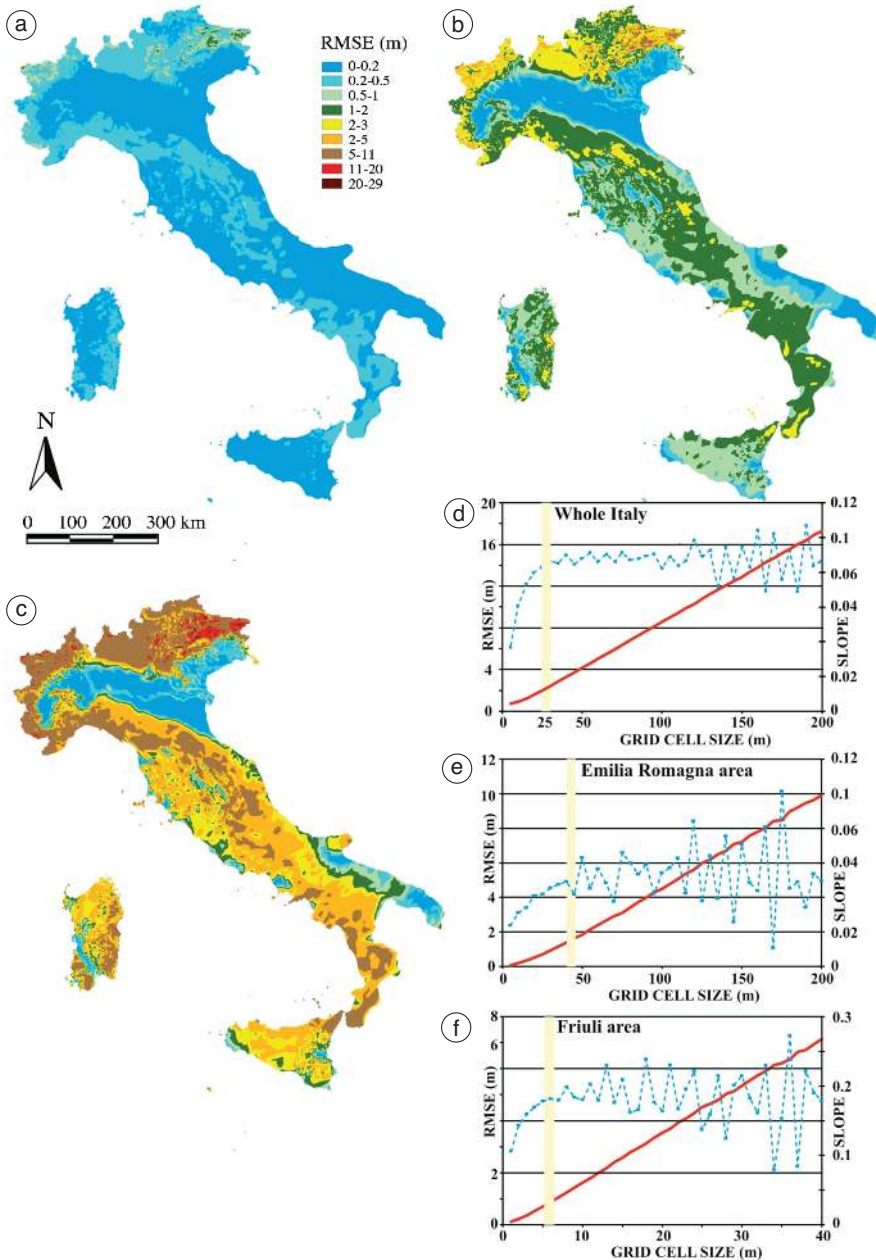 a
RMSE (m)
0-0.2
0.2-0.5
0.5-1
1-2
2-3
2-5
5-11
11-20
20-29
N
0 100 200 300 km
b
c
d
Whole Italy
20
16
4
0
RMSE (m)
0.12
0.1
0.06
0.04
0.02
0
SLOPE
0 25 50 100 150 200
GRID CELL SIZE (m)
e
Emilia Romagna area
12
10
8
6
4
2
0
RMSE (m)
0.12
0.1
0.06
0.04
0.02
0
SLOPE
0 50 100 150 200
GRID CELL SIZE (m)
f
Friuli area
8
6
4
2
0
RMSE (m)
0.3
0.2
0.1
0
SLOPE
0 10 20 30 40
GRID CELL SIZE (m)